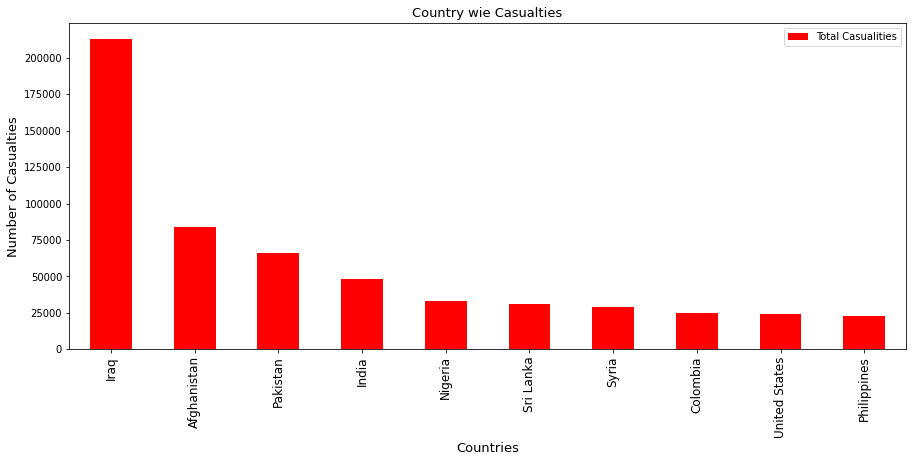 Country wie Casualties
Total Casualities
Number of Casualties
200000
175000
150000
125000
100000
75000
50000
25000
0
Iraq
Afghanistan
Pakistan
India
Nigeria
Sri Lanka
Syria
Colombia
United States
Philippines
Countries